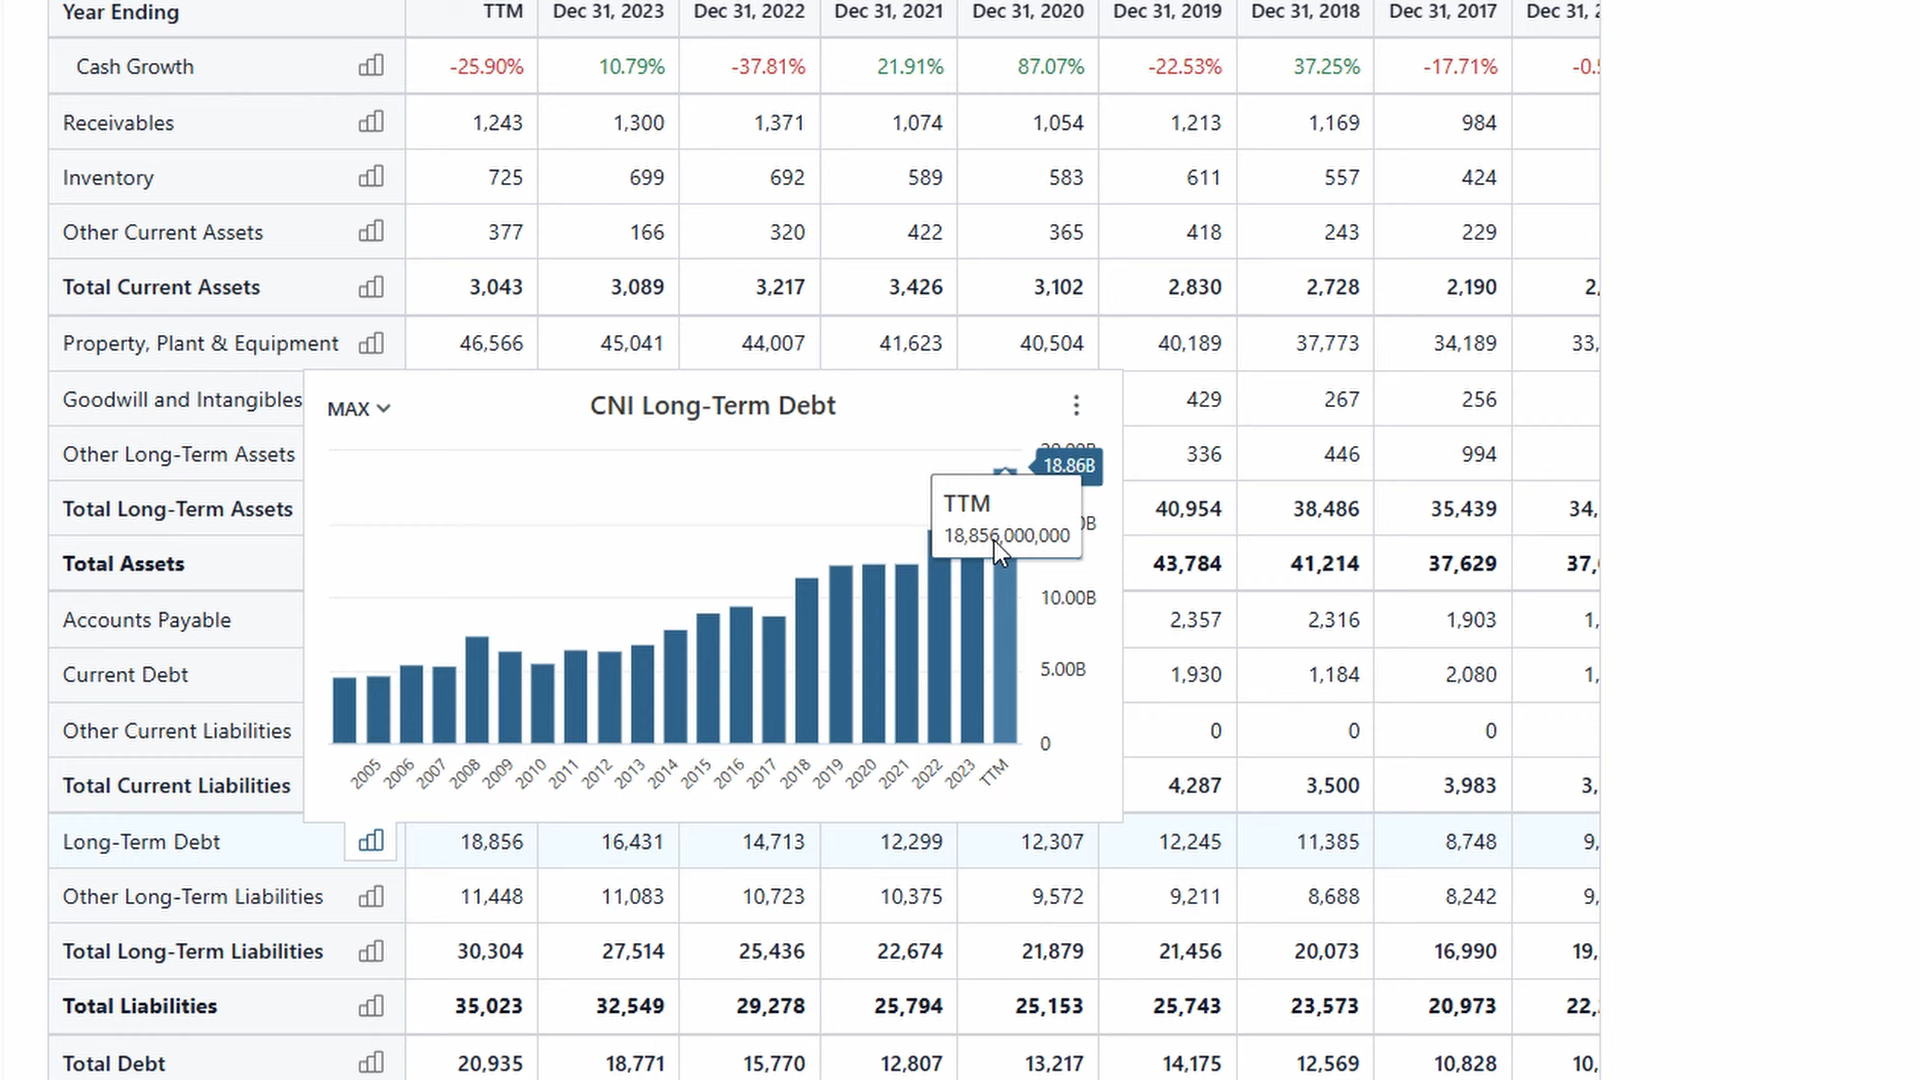 Year Ending TTM Dec 31, 2023 Dec 31, 2022 Dec 31, 2021 Dec 31, 2020 Dec 31, 2019 Dec 31, 2018 Dec 31, 2017 Dec 31,
Cash Growth -25.90% 10.79% -37.81% 21.91% 87.07% -22.53% 37.25% -17.71%
Receivables 1,243 1,300 1,371 1,074 1,054 1,213 1,169 984
Inventory 725 699 692 589 583 611 557 424
Other Current Assets 377 166 320 422 365 418 243 229
Total Current Assets 3,043 3,089 3,217 3,426 3,102 2,830 2,728 2,190 2,
Property, Plant & Equipment 46,566 45,041 44,007 41,623 40,504 40,189 37,773 34,189 33,
Goodwill and Intangibles 429 267 256
Other Long-Term Assets 336 446 994
Total Long-Term Assets 40,954 38,486 35,439 34,
Total Assets 43,784 41,214 37,629 37,
Accounts Payable 2,357 2,316 1,903 1,
Current Debt 1,930 1,184 2,080 1,
Other Current Liabilities 0 0 0
Total Current Liabilities 4,287 3,500 3,983 3,
MAX CNI Long-Term Debt
18.86B
TTM
18,856,000,000
10.00B
5.00B
0
2005 2006 2007 2008 2009 2010 2011 2012 2013 2014 2015 2016 2017 2018 2019 2020 2021 2022 2023 TTM
Long-Term Debt 18,856 16,431 14,713 12,299 12,307 12,245 11,385 8,748 9,
Other Long-Term Liabilities 11,448 11,083 10,723 10,375 9,572 9,211 8,688 8,242 9,
Total Long-Term Liabilities 30,304 27,514 25,436 22,674 21,879 21,456 20,073 16,990 19,
Total Liabilities 35,023 32,549 29,278 25,794 25,153 25,743 23,573 20,973 22,
Total Debt 20,935 18,771 15,770 12,807 13,217 14,175 12,569 10,828 10,